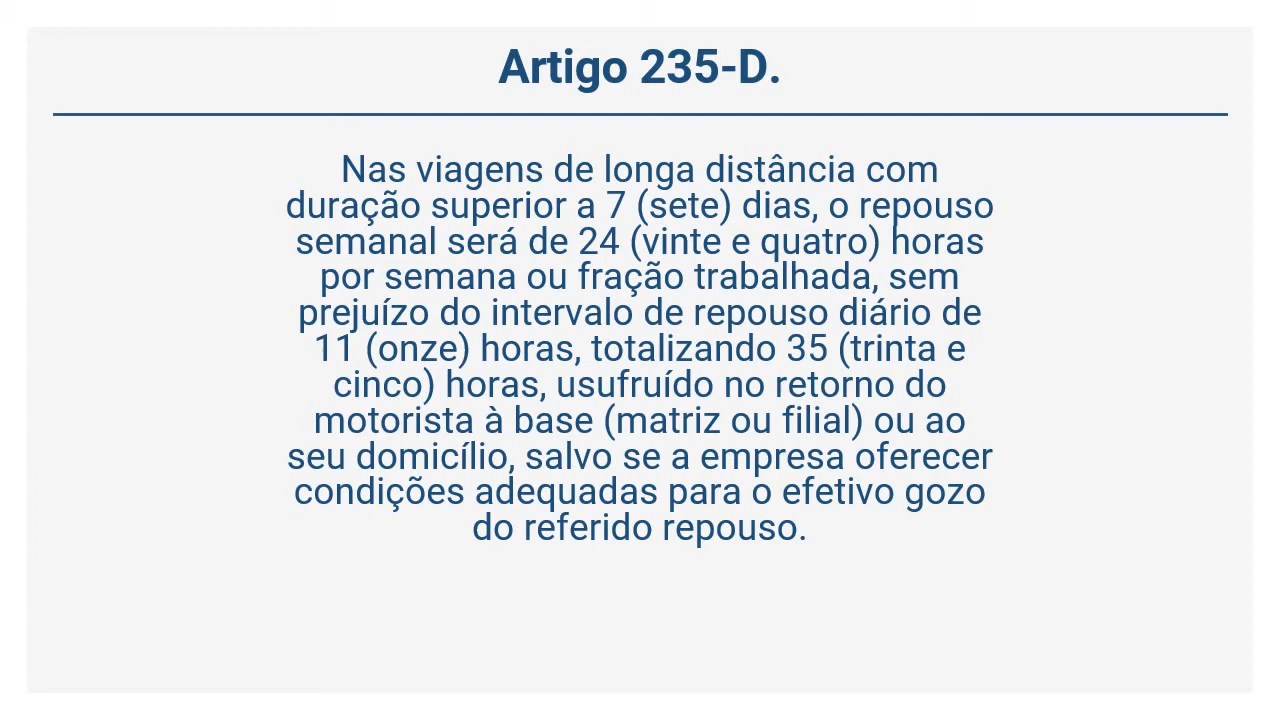 Artigo 235-D.
Nas viagens de longa distância com
duração superior a 7 (sete) dias, o repouso
semanal será de 24 (vinte e quatro) horas
por semana ou fração trabalhada, sem
prejuízo do intervalo de repouso diário de
11 (onze) horas, totalizando 35 (trinta e
cinco) horas, usufruído no retorno do
motorista à base (matriz ou filial) ou ao
seu domicílio, salvo se a empresa oferecer
condições adequadas para o efetivo gozo
do referido repouso.